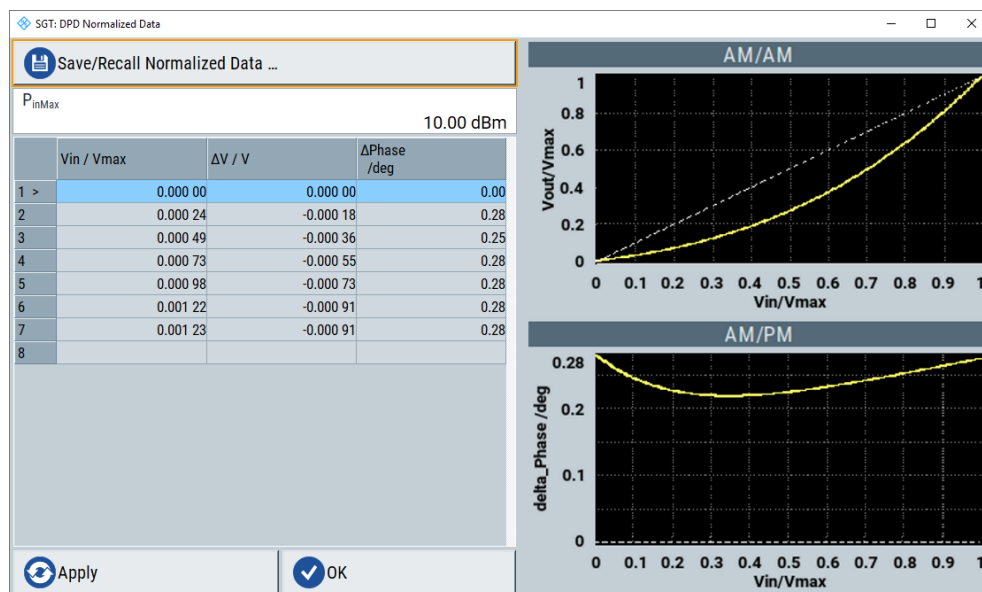 SGT: DPD Normalized Data
Save/Recall Normalized Data ...
PinMax
10.00 dBm
Vin / Vmax ΔV / V ΔPhase /deg
1 > 0.000 00 0.000 00 0.00
2 0.000 24 -0.000 18 0.28
3 0.000 49 -0.000 36 0.25
4 0.000 73 -0.000 55 0.28
5 0.000 98 -0.000 73 0.28
6 0.001 22 -0.000 91 0.28
7 0.001 23 -0.000 91 0.28
8
Apply
OK
AM/AM
Vout/Vmax
1
0.8
0.6
0.4
0.2
0
0 0.1 0.2 0.3 0.4 0.5 0.6 0.7 0.8 0.9 1
Vin/Vmax
AM/PM
delta_Phase /deg
0.28
0.2
0.1
0
0 0.1 0.2 0.3 0.4 0.5 0.6 0.7 0.8 0.9 1
Vin/Vmax